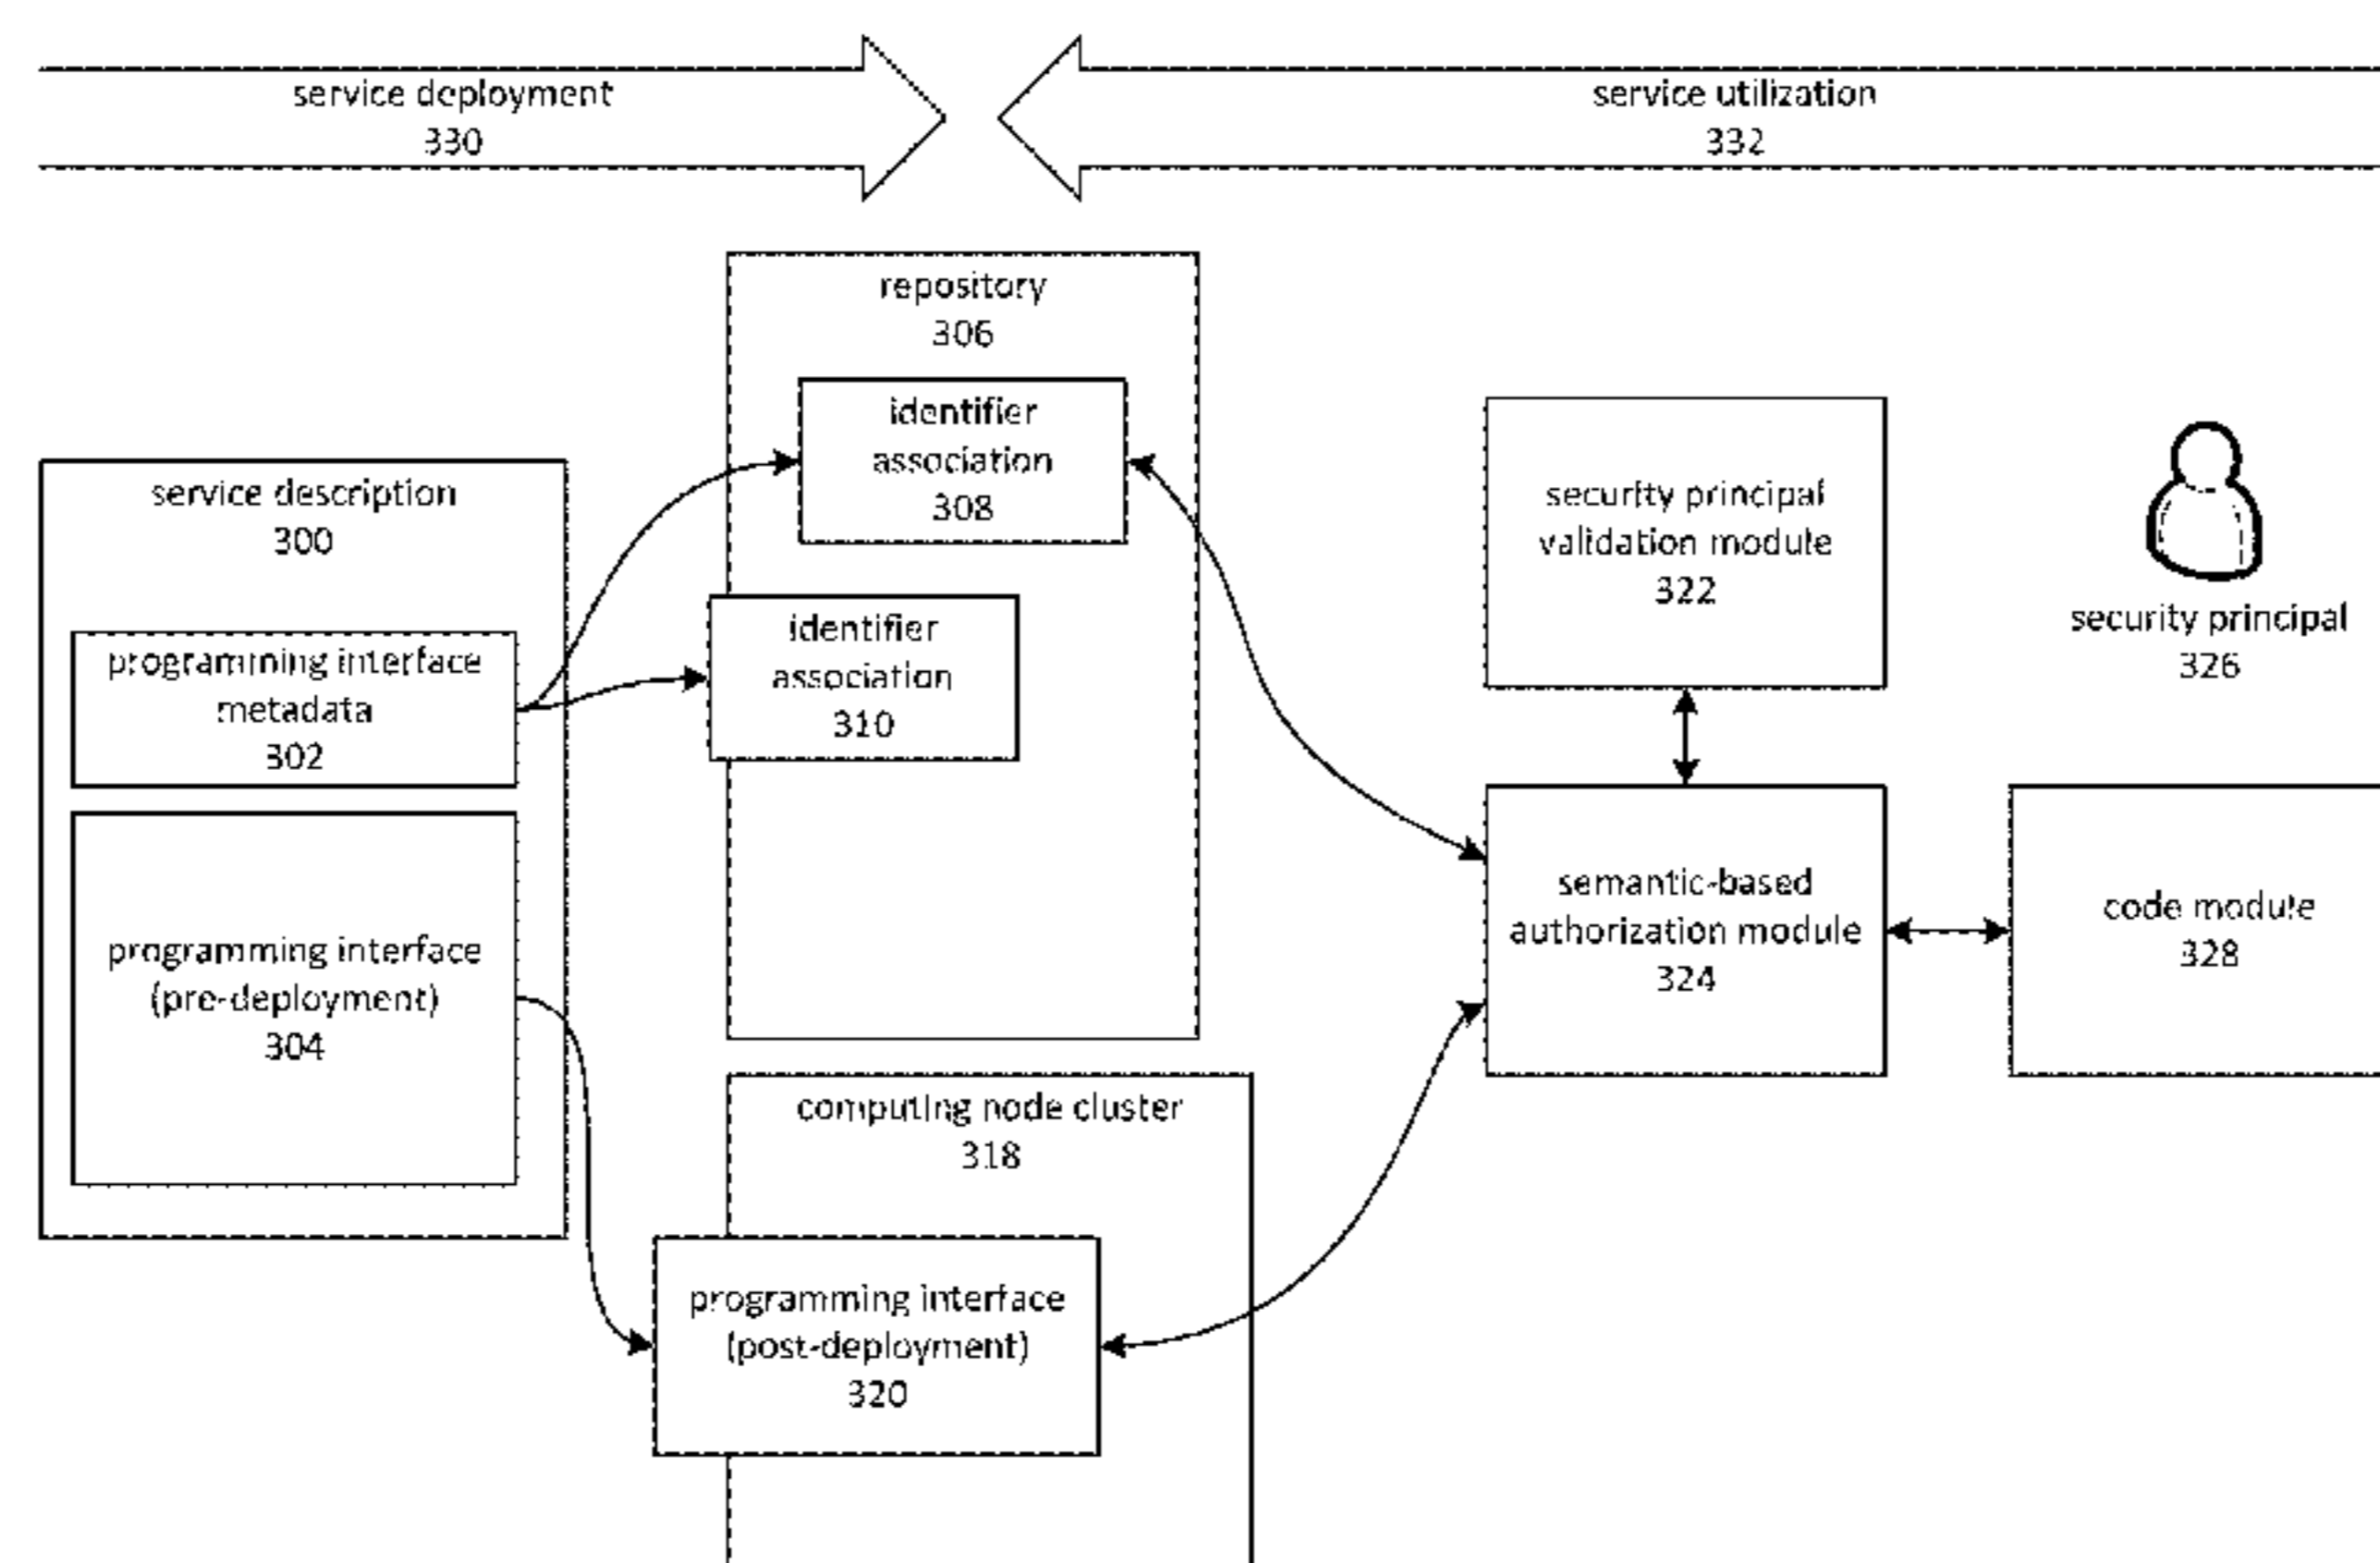 service deployment
330
service utilization
332
repository
306
identifier
association
308
service description
300
programming interface
metadata
302
identifier
association
310
security principal
validation module
322
security principal
326
programming interface
(pre-deployment)
304
semantic-based
authorization module
324
code module
328
computing node cluster
318
programming interface
(post-deployment)
320